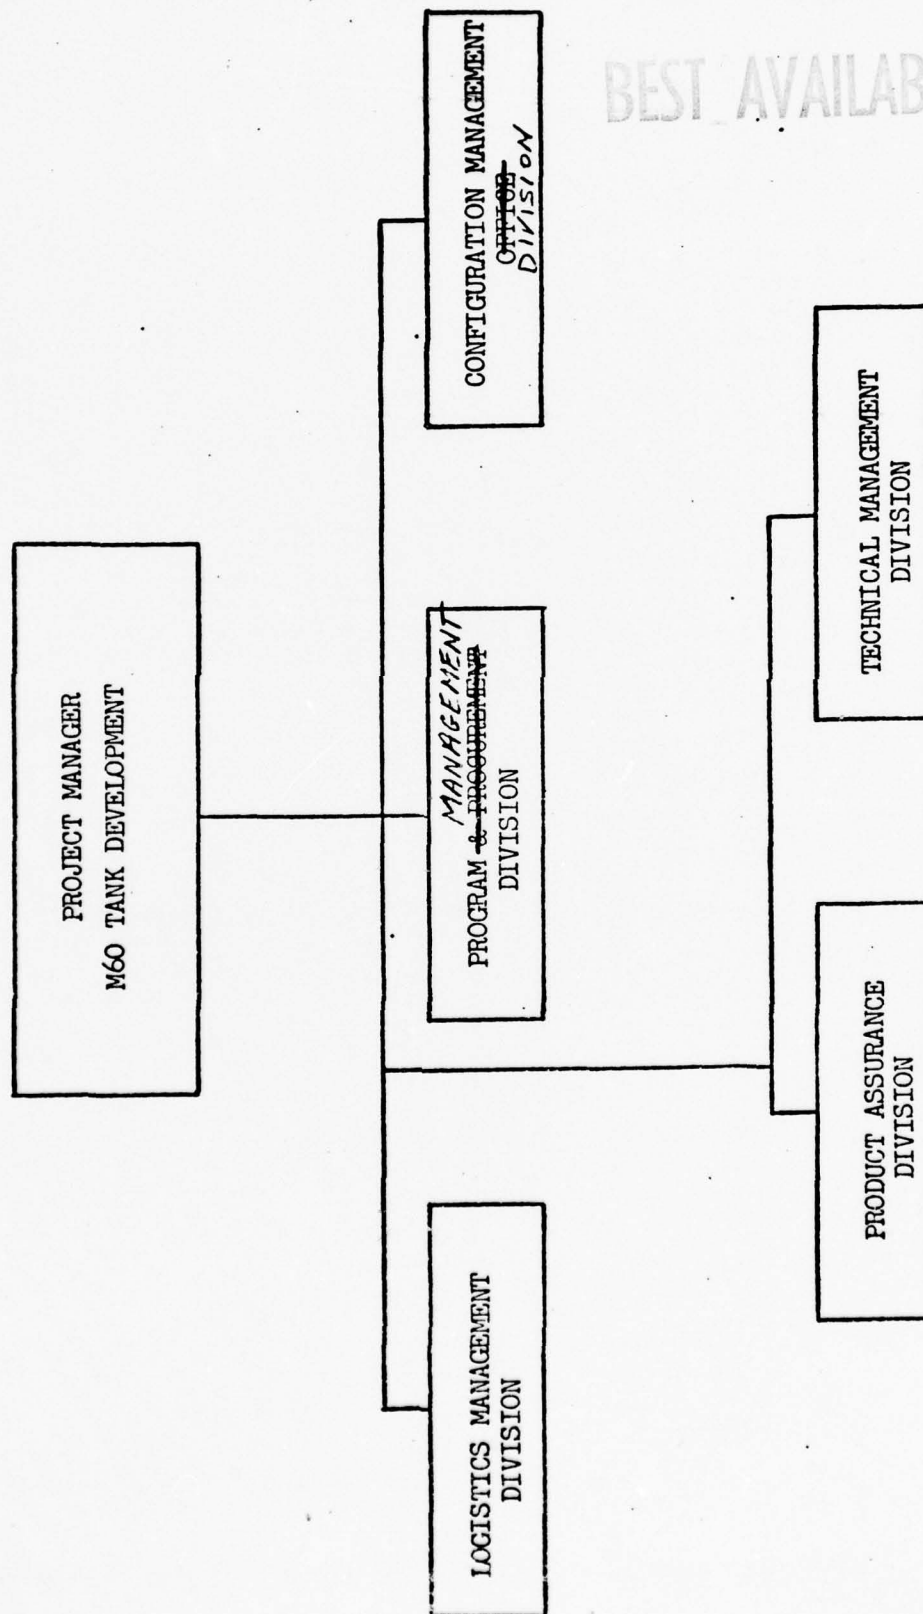 BEST AVAILAB
PROJECT MANAGER
M60 TANK DEVELOPMENT
LOGISTICS MANAGEMENT
DIVISION
MANAGEMENT
PROGRAM & PROCUREMENT
DIVISION
CONFIGURATION MANAGEMENT
OFFICE
DIVISION
PRODUCT ASSURANCE
DIVISION
TECHNICAL MANAGEMENT
DIVISION